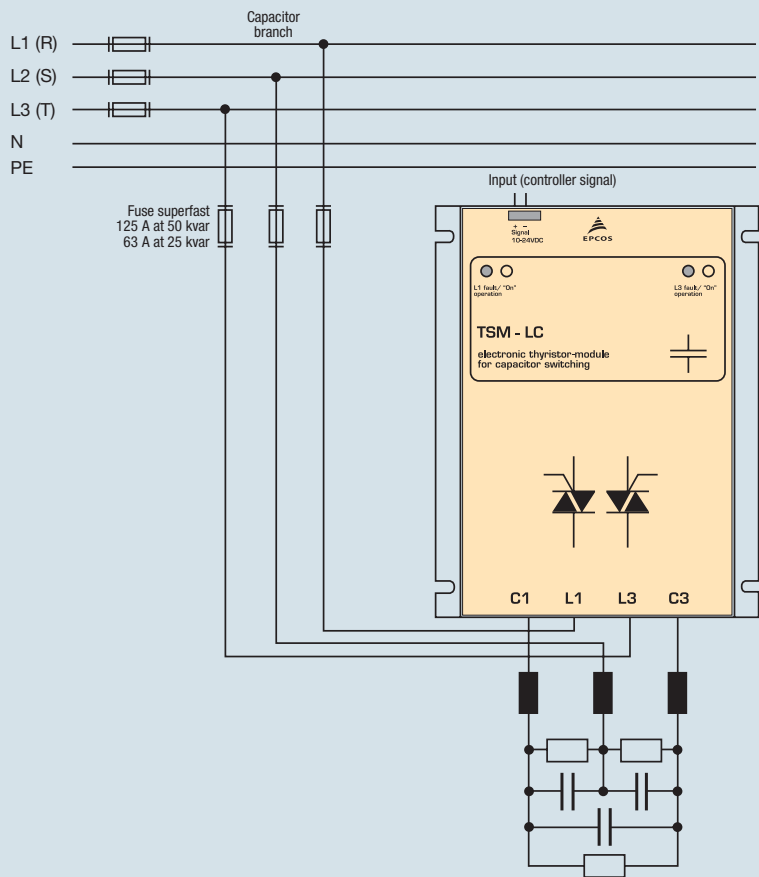 Capacitor
branch
L1 (R)
L2 (S)
L3 (T)
N
PE
Fuse superfast
125 A at 50 kvar
63 A at 25 kvar
Input (controller signal)
+ -
Signal
10-24VDC
EPCOS
L1 fault/ "On"
operation
L3 fault/ "On"
operation
TSM - LC
electronic thyristor-module
for capacitor switching
C1 L1 L3 C3